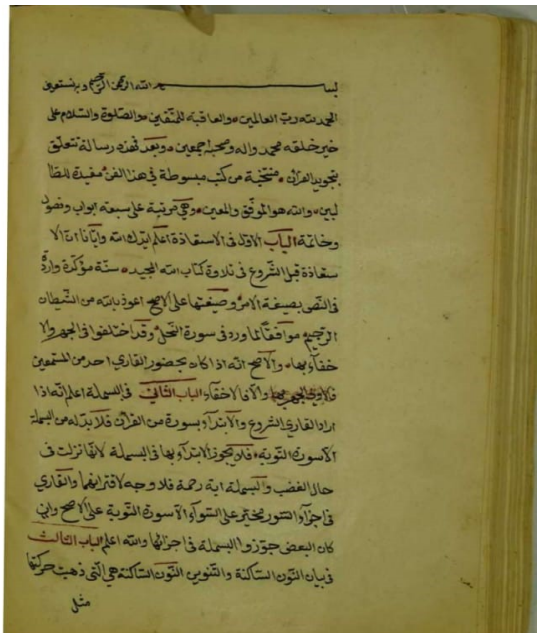 بسم الله الرحمن الرحيم وبه نستعين
الحمد لله رب العالمين والعاقبة للمتقين والصلوة والسلام على
خير خلقه محمد واله وصحبه اجمعين وبعد فهذه رسالة تتعلق
بتجويد القرآن منتخبة من كتب مبسوطة في هذا الفن مفيدة للطا
لبين والله هو الموفق والمعين وهي مرتبة على سبعة ابواب وفصول
وخاتمة الباب الاول في الاستعاذة اعلم ايدك الله وايانا ان الا
ستعاذة قبل الشروع في تلاوة كتاب الله المجيد سنة مؤكدة وارد
في النص بصيغة الامر وصيغتها على الاصح اعوذ بالله من الشيطان
الرجيم موافقا لما ورد في سورة النحل وقد اختلفوا في الجهر والا
خفاء بها والاصح انه اذا كان بحضور القاري احد من المستمعين
فالاولى الجهر بها والا فالاخفاء الباب الثاني في البسملة اعلم انه اذا
اراد القاري الشروع والابتداء بسورة من القرآن فلا بد له من البسملة
الا سورة التوبة فلا يجوز الابتداء بها في البسملة لانها نزلت في
حال الغضب والبسملة اية رحمة فلا وجه لاقترانهما والقاري
في اجزاء السور يخير على السواء الا سورة التوبة على الاصح وان
كان البعض جوزوا البسملة في اجزائها والله اعلم الباب الثالث
في بيان النون الساكنة والتنوين النون الساكنة هي التي ذهبت حركتها
مثل